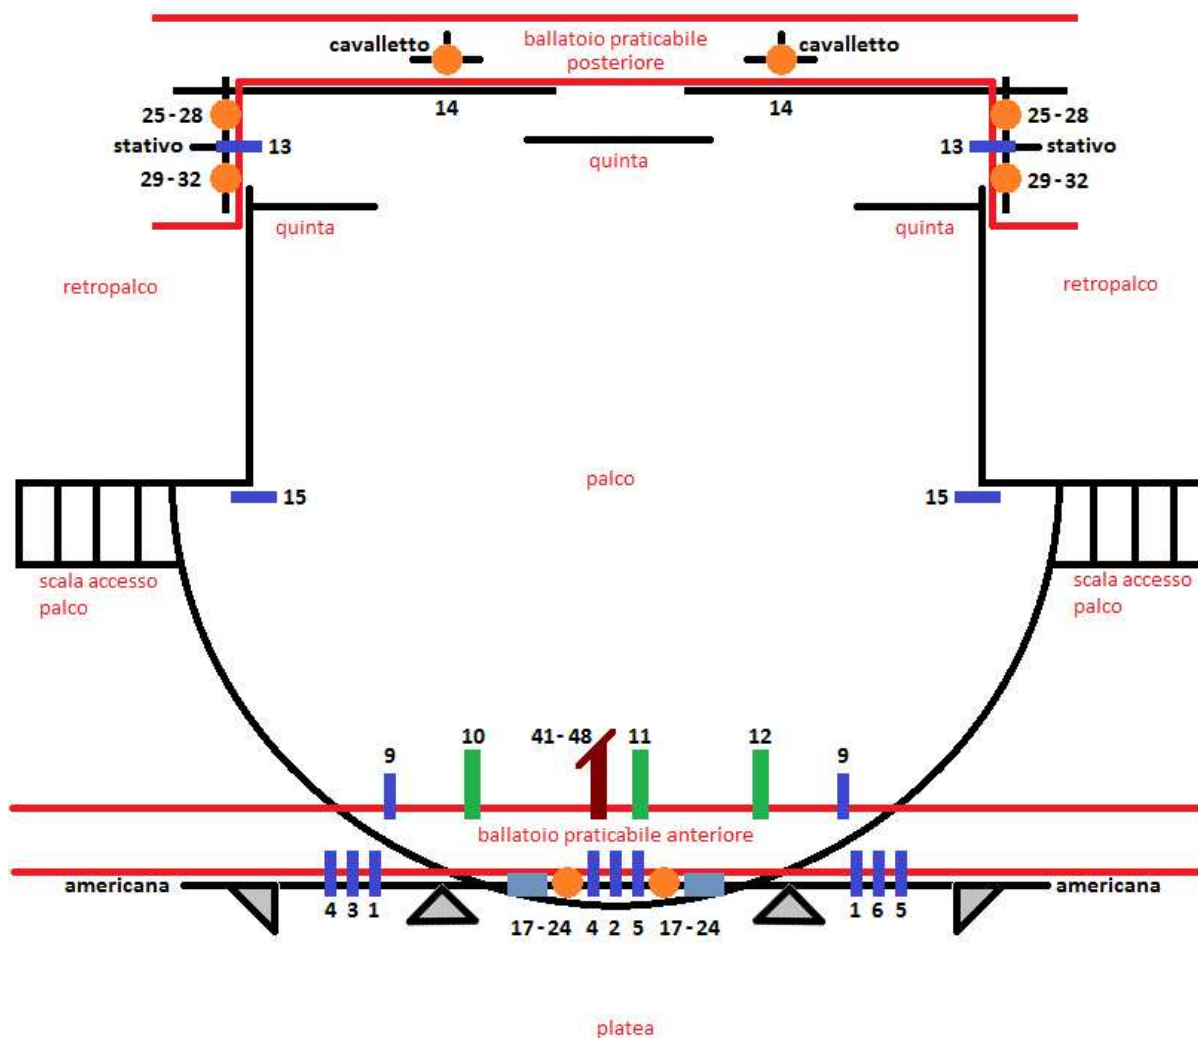 cavalletto
ballatoio praticabile
posteriore
cavalletto
25 - 28
14
14
25 - 28
stativo
13
quinta
13
stativo
29 - 32
29 - 32
quinta
quinta
retropalco
retropalco
palco
15
15
scala accesso
palco
scala accesso
palco
9
10
41 - 48
11
12
9
ballatoio praticabile anteriore
americana
americana
4 3 1
1 6 5
17 - 24 4 2 5 17 - 24
platea